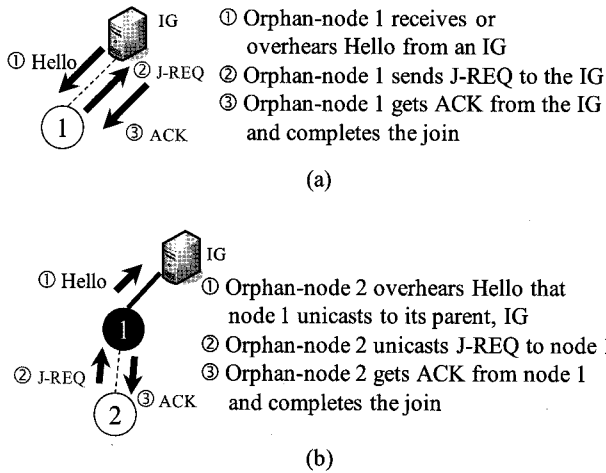 IG
① Hello
② J-REQ
1
③ ACK
① Orphan-node 1 receives or
overhears Hello from an IG
② Orphan-node 1 sends J-REQ to the IG
③ Orphan-node 1 gets ACK from the IG
and completes the join
(a)
IG
① Hello
1
② J-REQ
③ ACK
2
① Orphan-node 2 overhears Hello that
node 1 unicasts to its parent, IG
② Orphan-node 2 unicasts J-REQ to node 1
③ Orphan-node 2 gets ACK from node 1
and completes the join
(b)